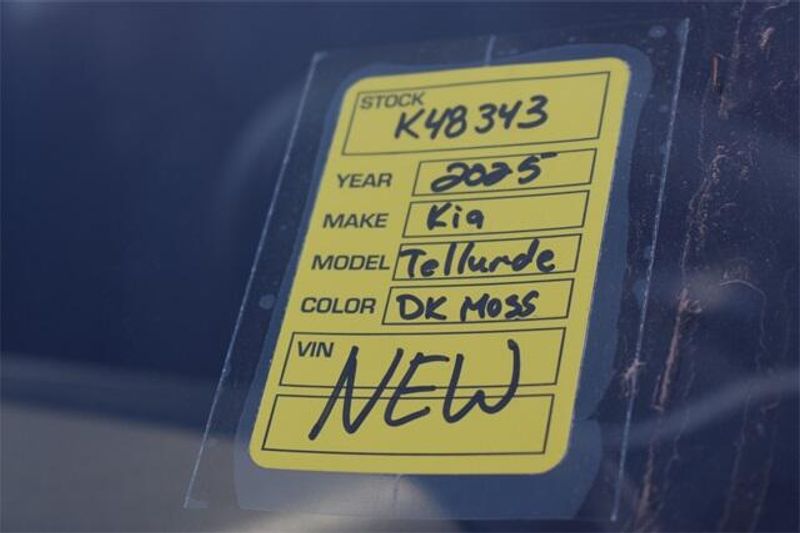 STOCK
K48343
YEAR 2025
MAKE Kia
MODEL Tellurde
COLOR DK Moss
VIN
NEW